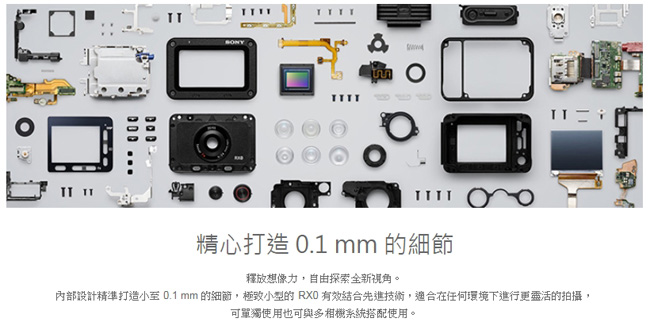 SONY
RX0
精心打造 0.1 mm 的細節
釋放想像力，自由探索全新視角。
內部設計精準打造小至 0.1 mm 的細節，極致小型的 RX0 有效結合先進技術，適合在任何環境下進行更靈活的拍攝，
可單獨使用也可與多相機系統搭配使用。